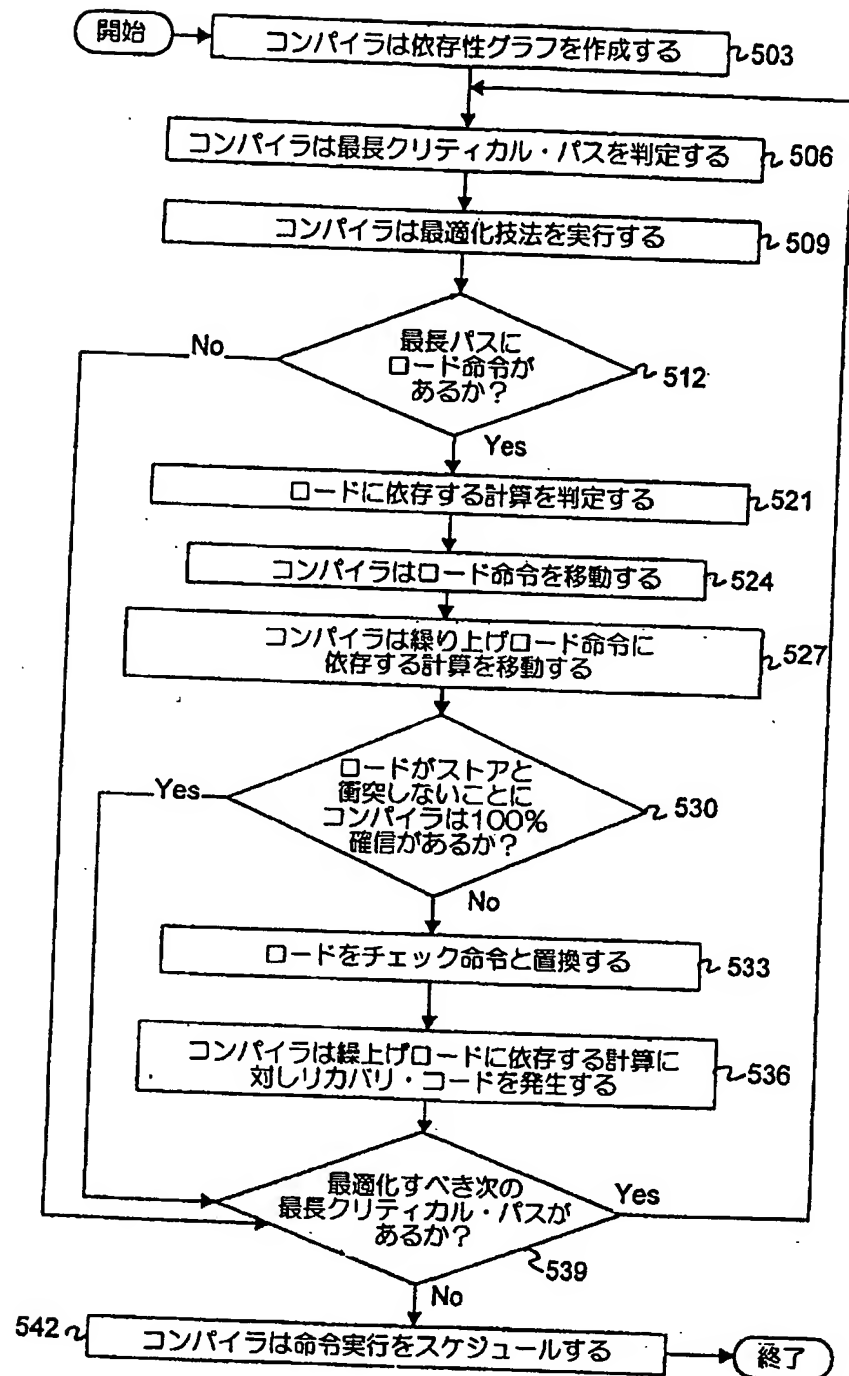 開始
コンパイラは依存性グラフを作成する
503
コンパイラは最長クリティカル・パスを判定する
506
コンパイラは最適化技法を実行する
509
最長パスに
ロード命令が
あるか?
512
No
Yes
ロードに依存する計算を判定する
521
コンパイラはロード命令を移動する
524
コンパイラは繰り上げロード命令に
依存する計算を移動する
527
ロードがストアと
衝突しないことに
コンパイラは100%
確信があるか?
530
Yes
No
ロードをチェック命令と置換する
533
コンパイラは繰上げロードに依存する計算に
対しリカバリ・コードを発生する
536
最適化すべき次の
最長クリティカル・パスが
あるか?
539
Yes
No
542
コンパイラは命令実行をスケジュールする
終了